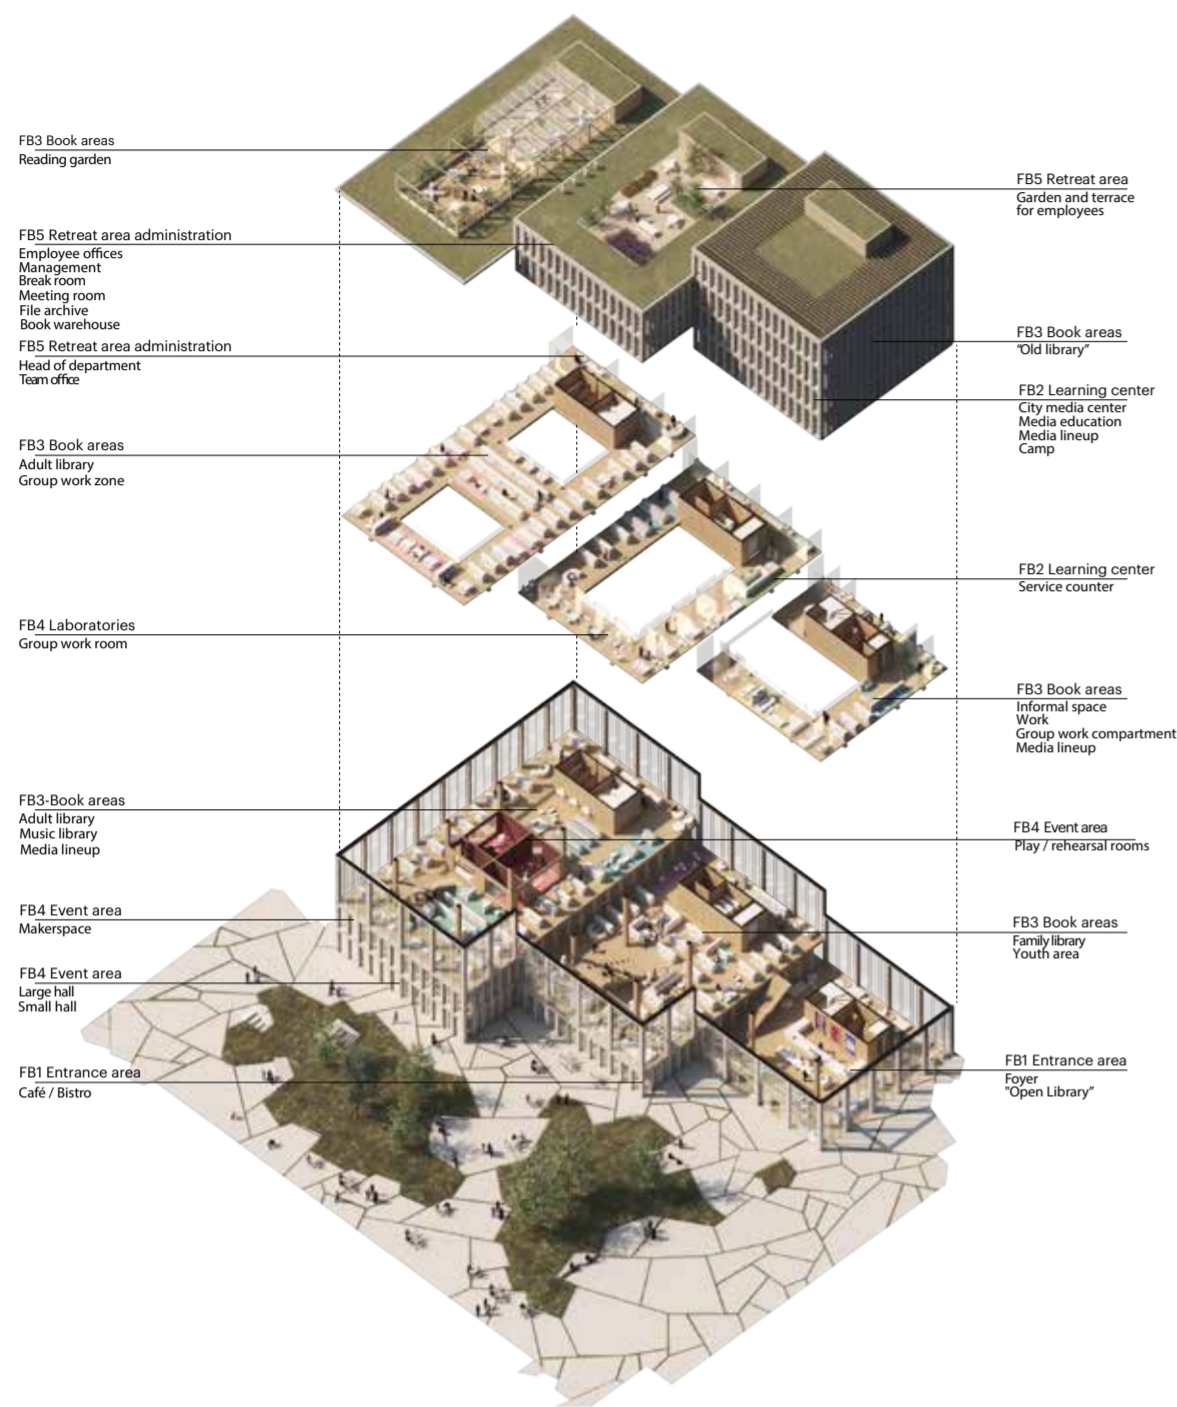 FB3 Book areas
Reading garden
FB5 Retreat area administration
Employee offices
Management
Break room
Meeting room
File archive
Book warehouse
FB5 Retreat area administration
Head of department
Team office
FB3 Book areas
Adult library
Group work zone
FB4 Laboratories
Group work room
FB3-Book areas
Adult library
Music library
Media lineup
FB4 Event area
Makerspace
FB4 Event area
Large hall
Small hall
FB1 Entrance area
Café / Bistro
FB5 Retreat area
Garden and terrace
for employees
FB3 Book areas
“Old library”
FB2 Learning center
City media center
Media education
Media lineup
Camp
FB2 Learning center
Service counter
FB3 Book areas
Informal space
Work
Group work compartment
Media lineup
FB4 Event area
Play / rehearsal rooms
FB3 Book areas
Family library
Youth area
FB1 Entrance area
Foyer
"Open Library”